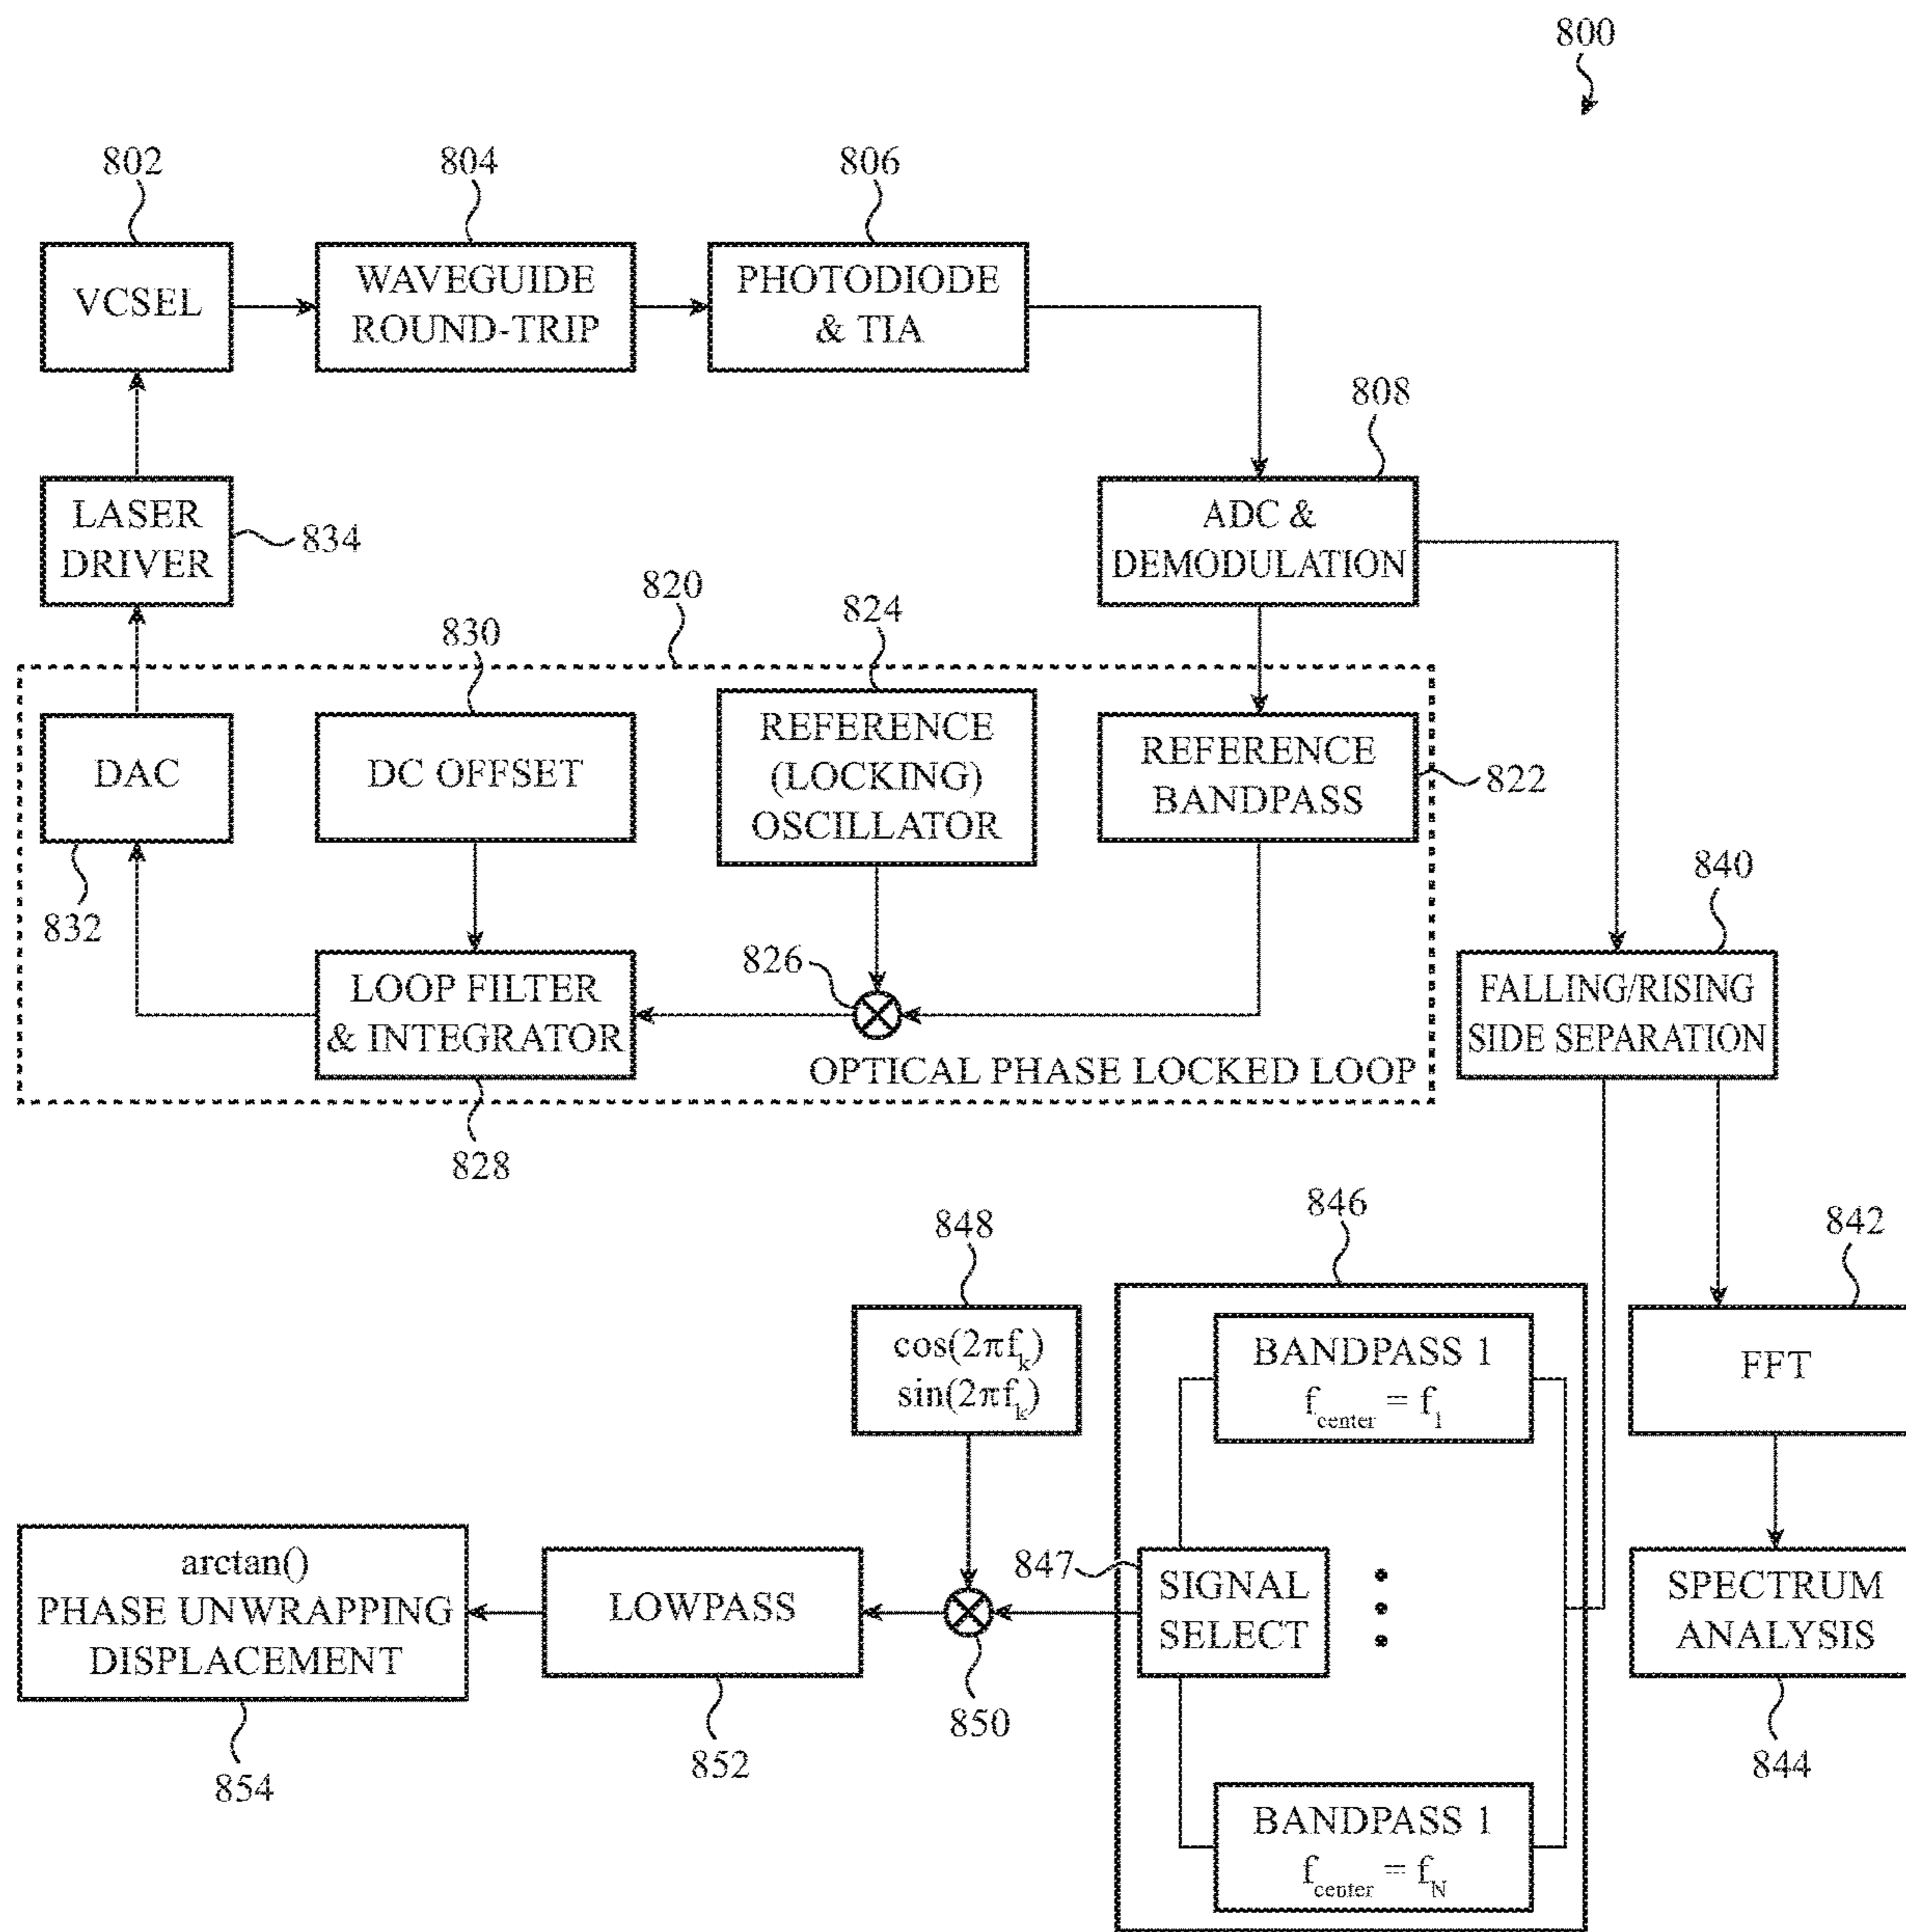 800
802
804
806
VCSEL
WAVEGUIDE
ROUND-TRIP
PHOTODIODE
& TIA
808
LASER
DRIVER
834
ADC &
DEMODULATION
820
824
830
DAC
DC OFFSET
REFERENCE
(LOCKING)
OSCILLATOR
REFERENCE
BANDPASS
822
832
840
826
LOOP FILTER
& INTEGRATOR
FALLING/RISING
SIDE SEPARATION
OPTICAL PHASE LOCKED LOOP
828
848
846
842
cos(2πf_k)
sin(2πf_k)
BANDPASS 1
f_center = f_1
FFT
847
arctan()
PHASE UNWRAPPING
DISPLACEMENT
LOWPASS
SIGNAL
SELECT
SPECTRUM
ANALYSIS
850
852
854
844
BANDPASS 1
f_center = f_N